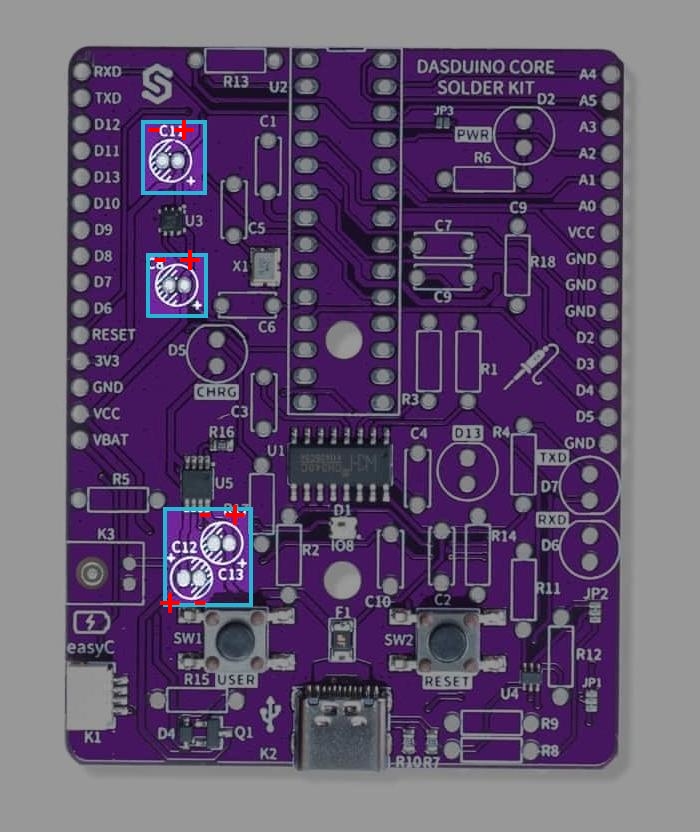 RXD
TXD
D12
D11
D13
D10
D9
D8
D7
D6
RESET
3V3
GND
VCC
VBAT
R13
U2
DASDUINO CORE
SOLDER KIT
JP3
D2
PWR
R6
A4
A5
A3
A2
A1
A0
VCC
GND
GND
GND
D2
D3
D4
D5
GND
C1
U3
C5
X1
C6
D5
CHRG
C7
C9
C9
R18
R3
R1
C3
R16
U1
U5
C4
D13
R4
TXD
D7
RXD
D6
R5
K3
C12
C13
R2
D1
IO8
C10
C2
R14
R11
JP2
R12
JP1
easyC
K1
SW1
USER
F1
SW2
RESET
U4
R15
D4
Q1
K2
R10
R7
R9
R8